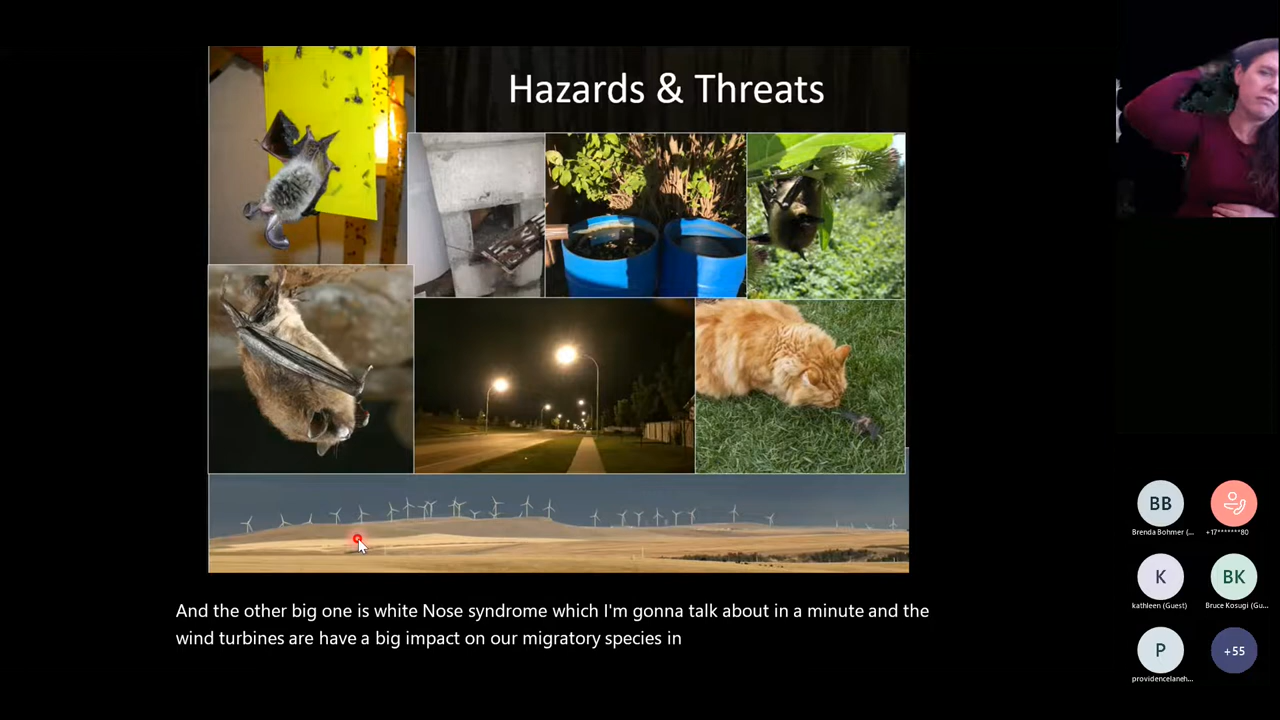 Hazards & Threats
BB
Brenda Bohmer (...
+17*******80
K
kathleen (Guest)
BK
Bruce Kosugi (Gu...
P
providencelaneh...
+55
And the other big one is white Nose syndrome which I'm gonna talk about in a minute and the
wind turbines are have a big impact on our migratory species in